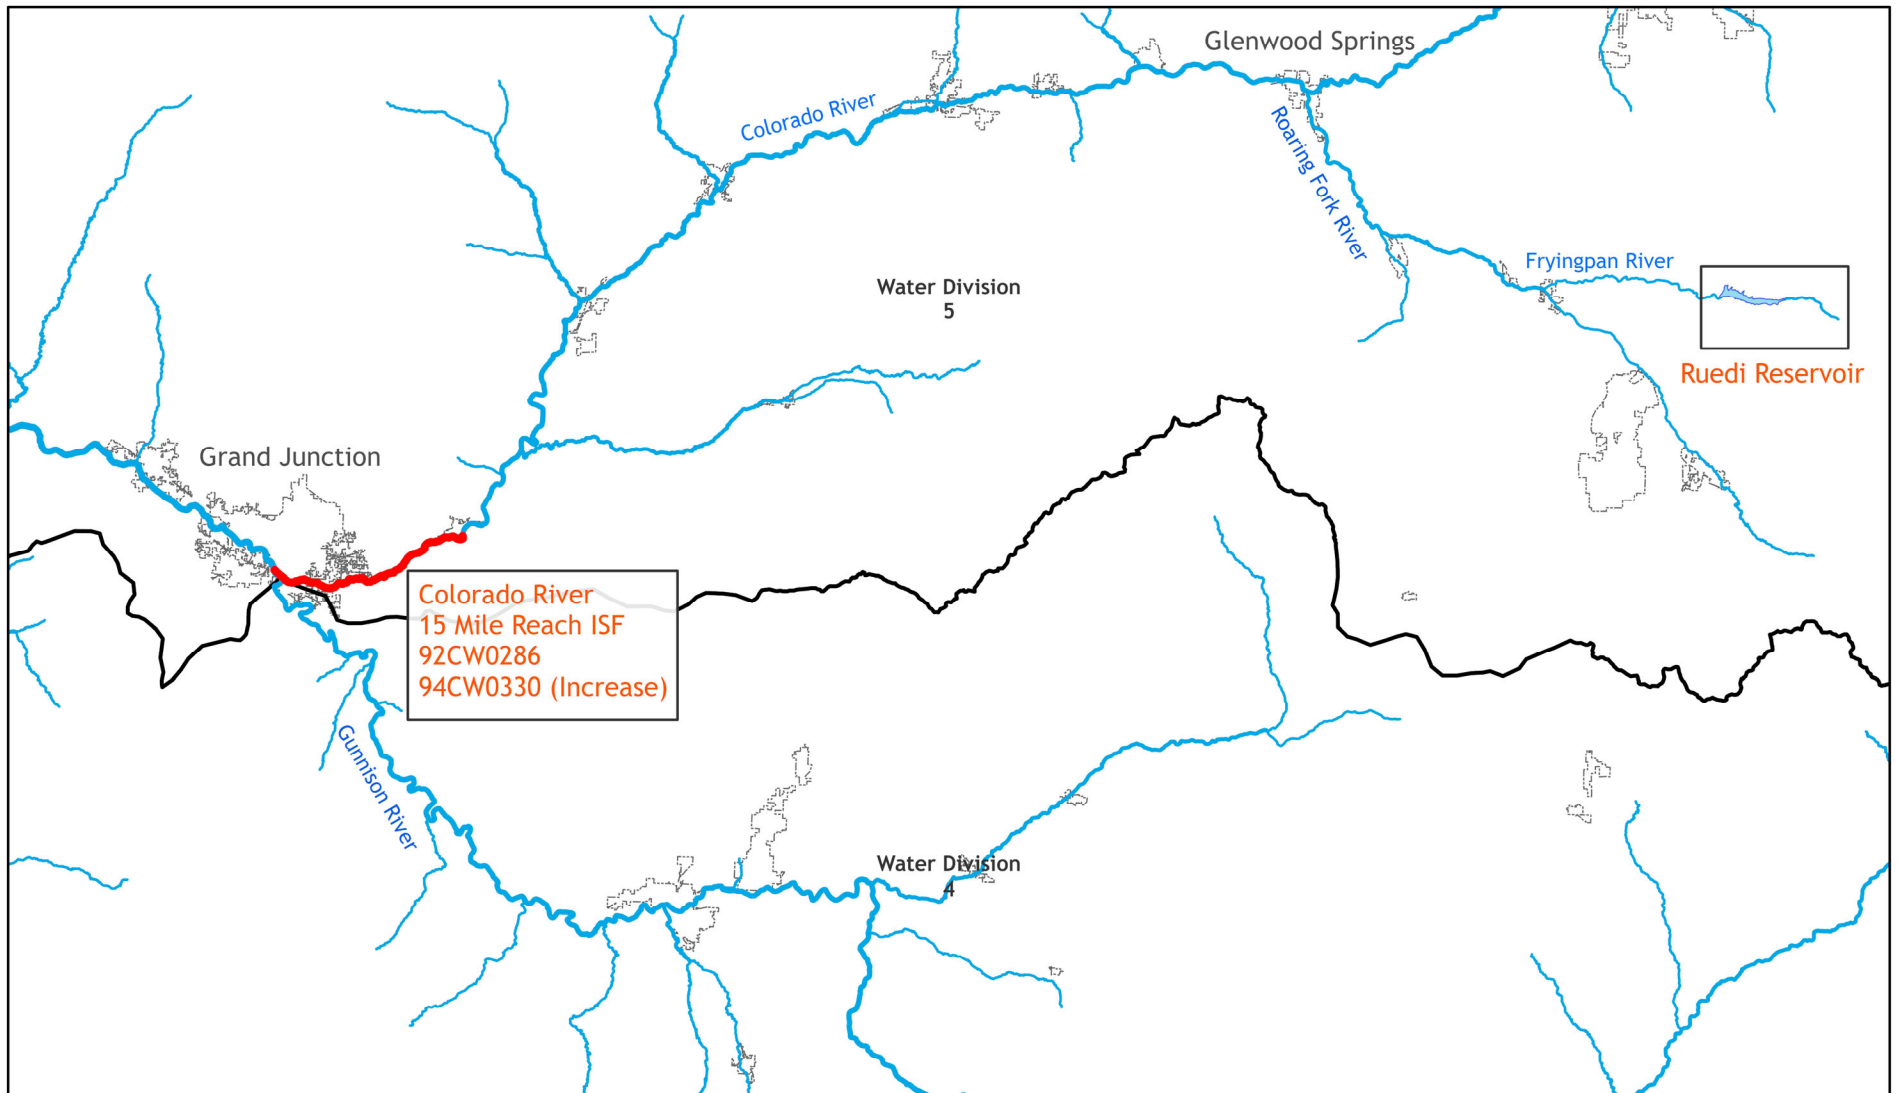 Glenwood Springs
Colorado River
Roaring Fork River
Fryingpan River
Water Division
5
Ruedi Reservoir
Grand Junction
Colorado River
15 Mile Reach ISF
92CW0286
94CW0330 (Increase)
Gunnison River
Water Division
4